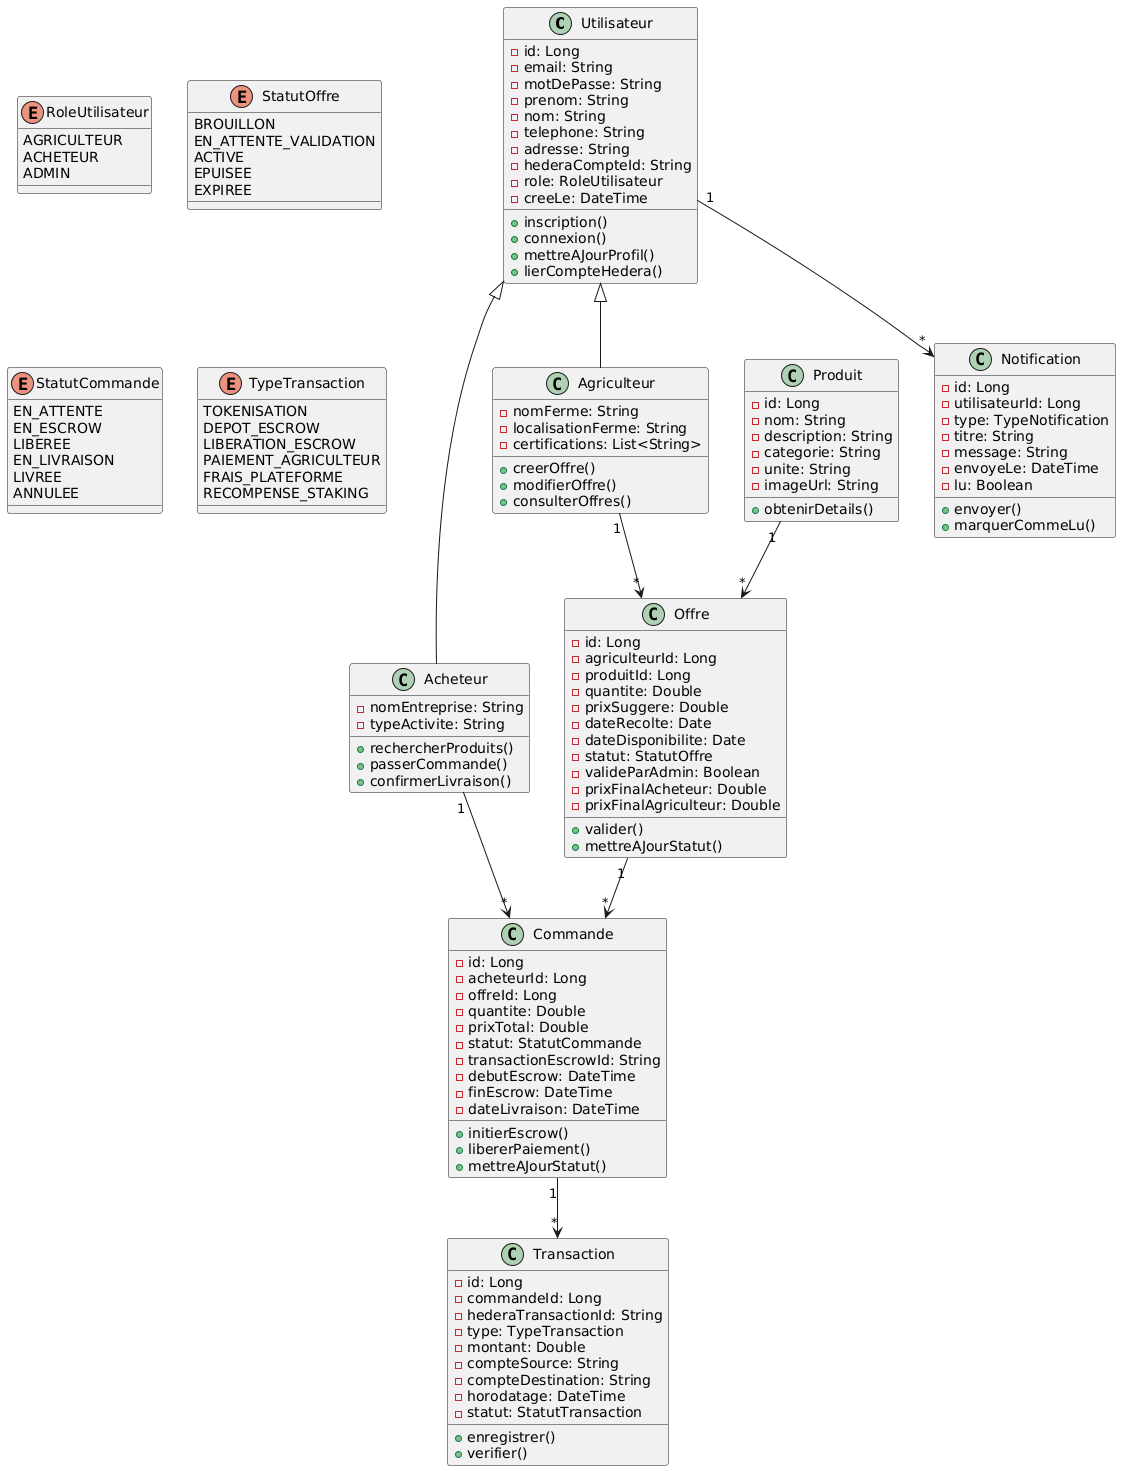 Utilisateur
id: Long
email: String
motDePasse: String
prenom: String
nom: String
telephone: String
adresse: String
hederaCompteId: String
role: RoleUtilisateur
creeLe: DateTime
inscription()
connexion()
mettreAJourProfil()
lierCompteHedera()
RoleUtilisateur
AGRICULTEUR
ACHETEUR
ADMIN
StatutOffre
BROUILLON
EN_ATTENTE_VALIDATION
ACTIVE
EPUISEE
EXPIREE
1
*
StatutCommande
EN_ATTENTE
EN_ESCROW
LIBEREE
EN_LIVRAISON
LIVREE
ANNULEE
TypeTransaction
TOKENISATION
DEPOT_ESCROW
LIBERATION_ESCROW
PAIEMENT_AGRICULTEUR
FRAIS_PLATEFORME
RECOMPENSE_STAKING
Agriculteur
nomFerme: String
localisationFerme: String
certifications: List<String>
creerOffre()
modifierOffre()
consulterOffres()
Produit
id: Long
nom: String
description: String
categorie: String
unite: String
imageUrl: String
obtenirDetails()
Notification
id: Long
utilisateurId: Long
type: TypeNotification
titre: String
message: String
envoyeLe: DateTime
lu: Boolean
envoyer()
marquerCommeLu()
1
*
1
*
Acheteur
nomEntreprise: String
typeActivite: String
rechercherProduits()
passerCommande()
confirmerLivraison()
Offre
id: Long
agriculteurId: Long
produitId: Long
quantite: Double
prixSuggere: Double
dateRecolte: Date
dateDisponibilite: Date
statut: StatutOffre
valideParAdmin: Boolean
prixFinalAcheteur: Double
prixFinalAgriculteur: Double
valider()
mettreAJourStatut()
1
*
1
*
Commande
id: Long
acheteurId: Long
offreId: Long
quantite: Double
prixTotal: Double
statut: StatutCommande
transactionEscrowId: String
debutEscrow: DateTime
finEscrow: DateTime
dateLivraison: DateTime
initierEscrow()
libererPaiement()
mettreAJourStatut()
1
*
Transaction
id: Long
commandeId: Long
hederaTransactionId: String
type: TypeTransaction
montant: Double
compteSource: String
compteDestination: String
horodatage: DateTime
statut: StatutTransaction
enregistrer()
verifier()